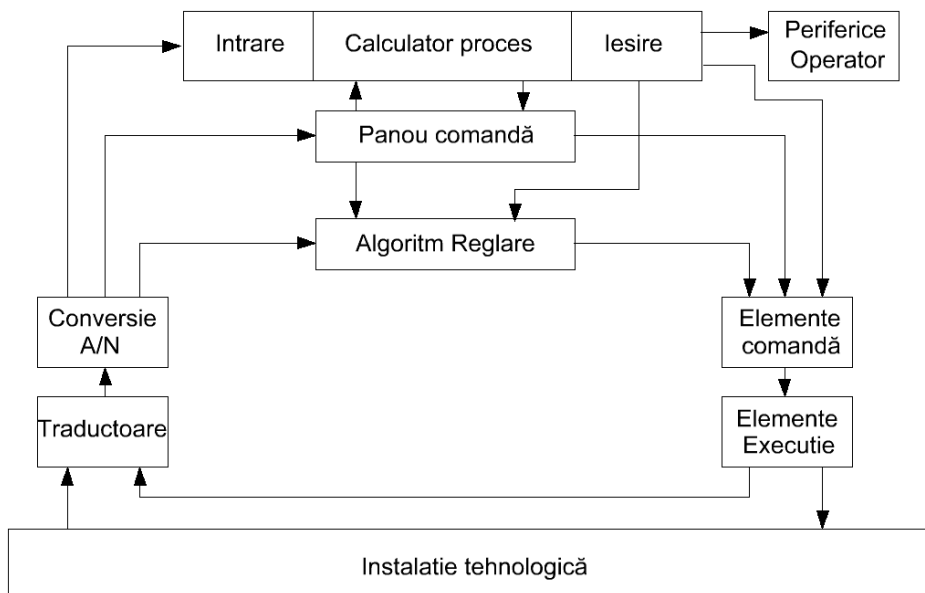 Intrare
Calculator proces
Iesire
Periferice
Operator
Panou comandă
Algoritm Reglare
Conversie
A/N
Elemente
comandă
Traductoare
Elemente
Executie
Instalatie tehnologică